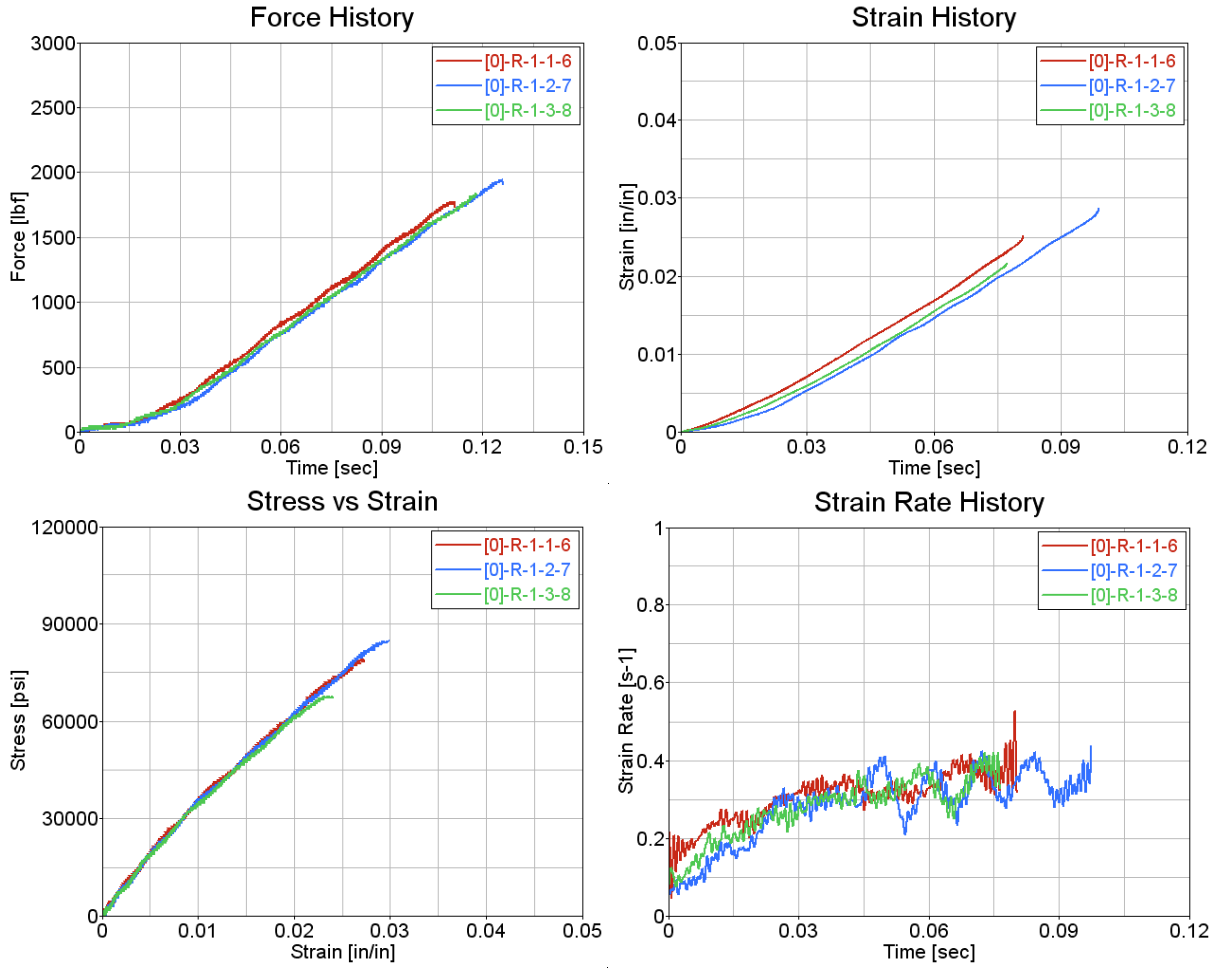 Force History
3000
2500
2000
1500
1000
500
0
Force [lbf]
[0]-R-1-1-6
[0]-R-1-2-7
[0]-R-1-3-8
0 0.03 0.06 0.09 0.12 0.15
Time [sec]
Strain History
0.05
0.04
0.03
0.02
0.01
0
Strain [in/in]
[0]-R-1-1-6
[0]-R-1-2-7
[0]-R-1-3-8
0 0.03 0.06 0.09 0.12
Time [sec]
Stress vs Strain
120000
90000
60000
30000
0
Stress [psi]
[0]-R-1-1-6
[0]-R-1-2-7
[0]-R-1-3-8
0 0.01 0.02 0.03 0.04 0.05
Strain [in/in]
Strain Rate History
1
0.8
0.6
0.4
0.2
0
Strain Rate [s-1]
[0]-R-1-1-6
[0]-R-1-2-7
[0]-R-1-3-8
0 0.03 0.06 0.09 0.12
Time [sec]